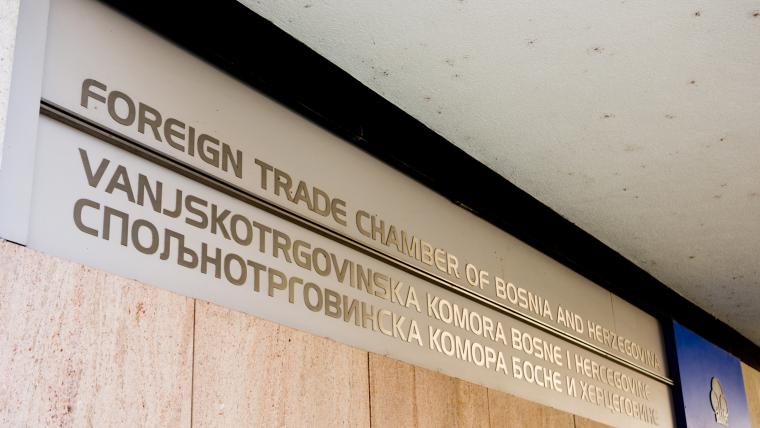 FOREIGN TRADE CHAMBER OF BOSNIA AND HERZEGOVINA
VANJSKOTRGOVINSKA KOMORA BOSNE I HERCEGOVINE
СПОЉНОТРГОВИНСКА КОМОРА БОСНЕ И ХЕРЦЕГОВИНЕ